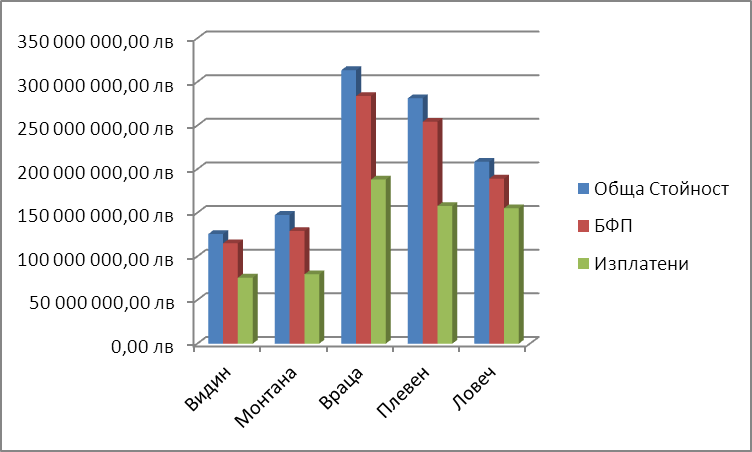 350 000 000,00 лв
300 000 000,00 лв
250 000 000,00 лв
200 000 000,00 лв
150 000 000,00 лв
100 000 000,00 лв
50 000 000,00 лв
0,00 лв
Видин
Монтана
Враца
Плевен
Ловеч
Обща Стойност
БФП
Изплатени